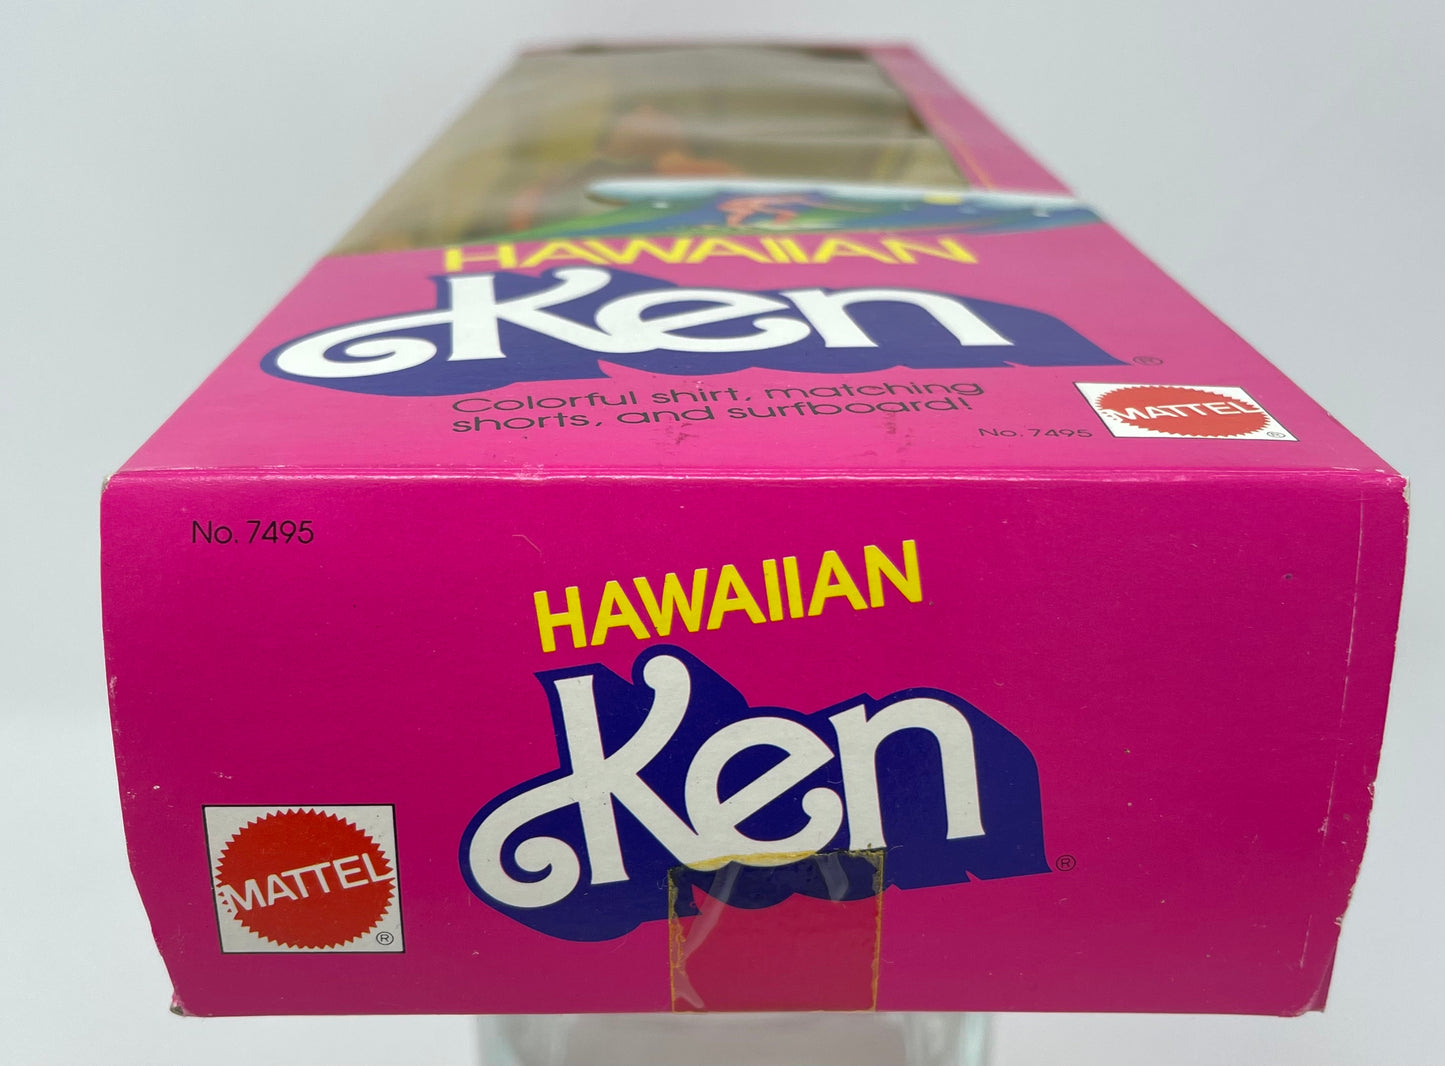 HAWAIIAN
Ken ®
Colorful shirt, matching
shorts, and surfboard!
No. 7495
MATTEL
®
No. 7495
HAWAIIAN
Ken ®
MATTEL
®